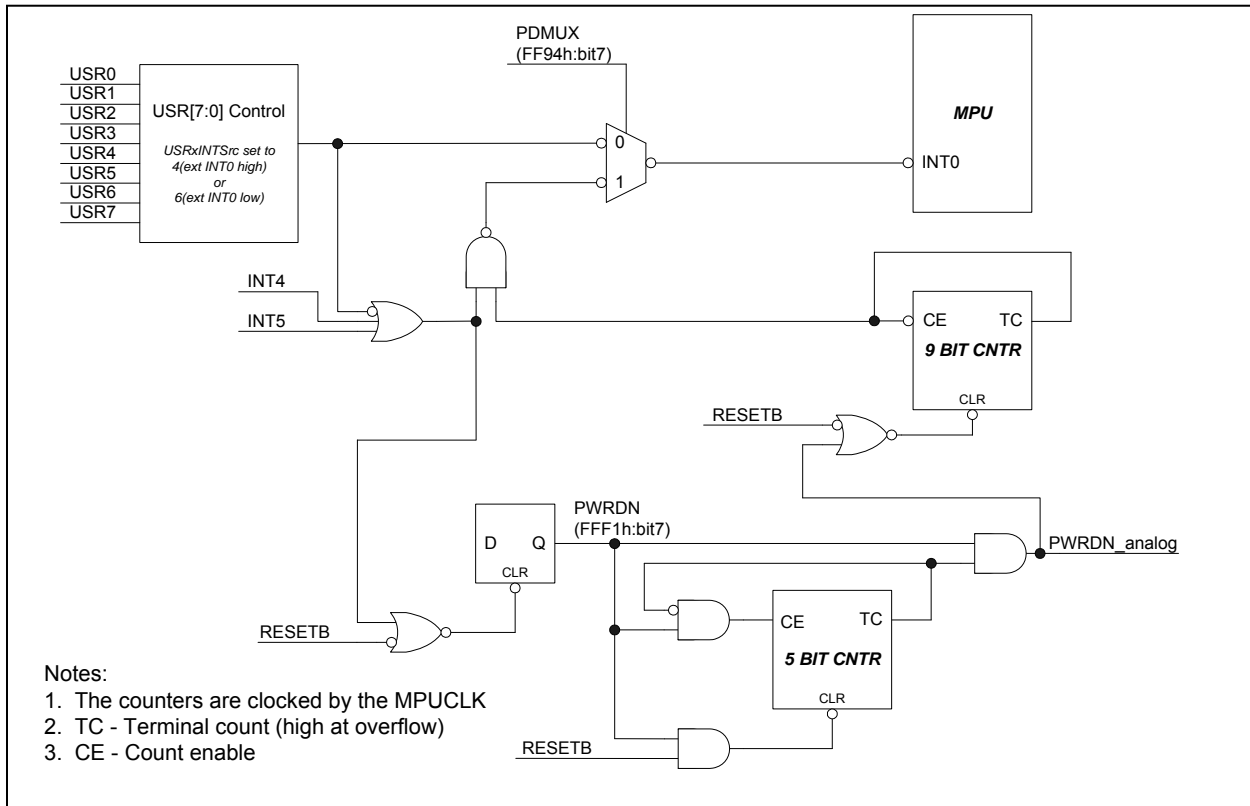 PDMUX
(FF94h:bit7)
USR0
USR1
USR2
USR3
USR4
USR5
USR6
USR7
USR[7:0] Control
USRxINTSrc set to
4(ext INT0 high)
or
6(ext INT0 low)
0
1
MPU
INT0
INT4
INT5
CE
TC
9 BIT CNTR
CLR
RESETB
PWRDN
(FFF1h:bit7)
D
Q
CLR
PWRDN_analog
RESETB
CE
TC
5 BIT CNTR
CLR
RESETB
Notes:
1. The counters are clocked by the MPUCLK
2. TC - Terminal count (high at overflow)
3. CE - Count enable